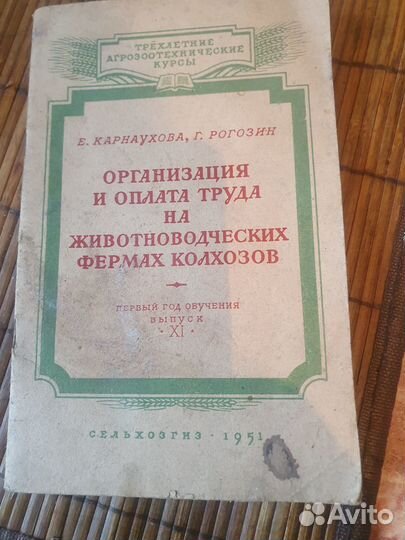 ТРЁХЛЕТНИЕ
АГРОЗООТЕХНИЧЕСКИЕ
КУРСЫ
Е. КАРНАУХОВА, Г. РОГОЗИН
ОРГАНИЗАЦИЯ
И ОПЛАТА ТРУДА
НА
ЖИВОТНОВОДЧЕСКИХ
ФЕРМАХ КОЛХОЗОВ
ПЕРВЫЙ ГОД ОБУЧЕНИЯ
ВЫПУСК
· XI ·
СЕЛЬХОЗГИЗ · 1951
Avito